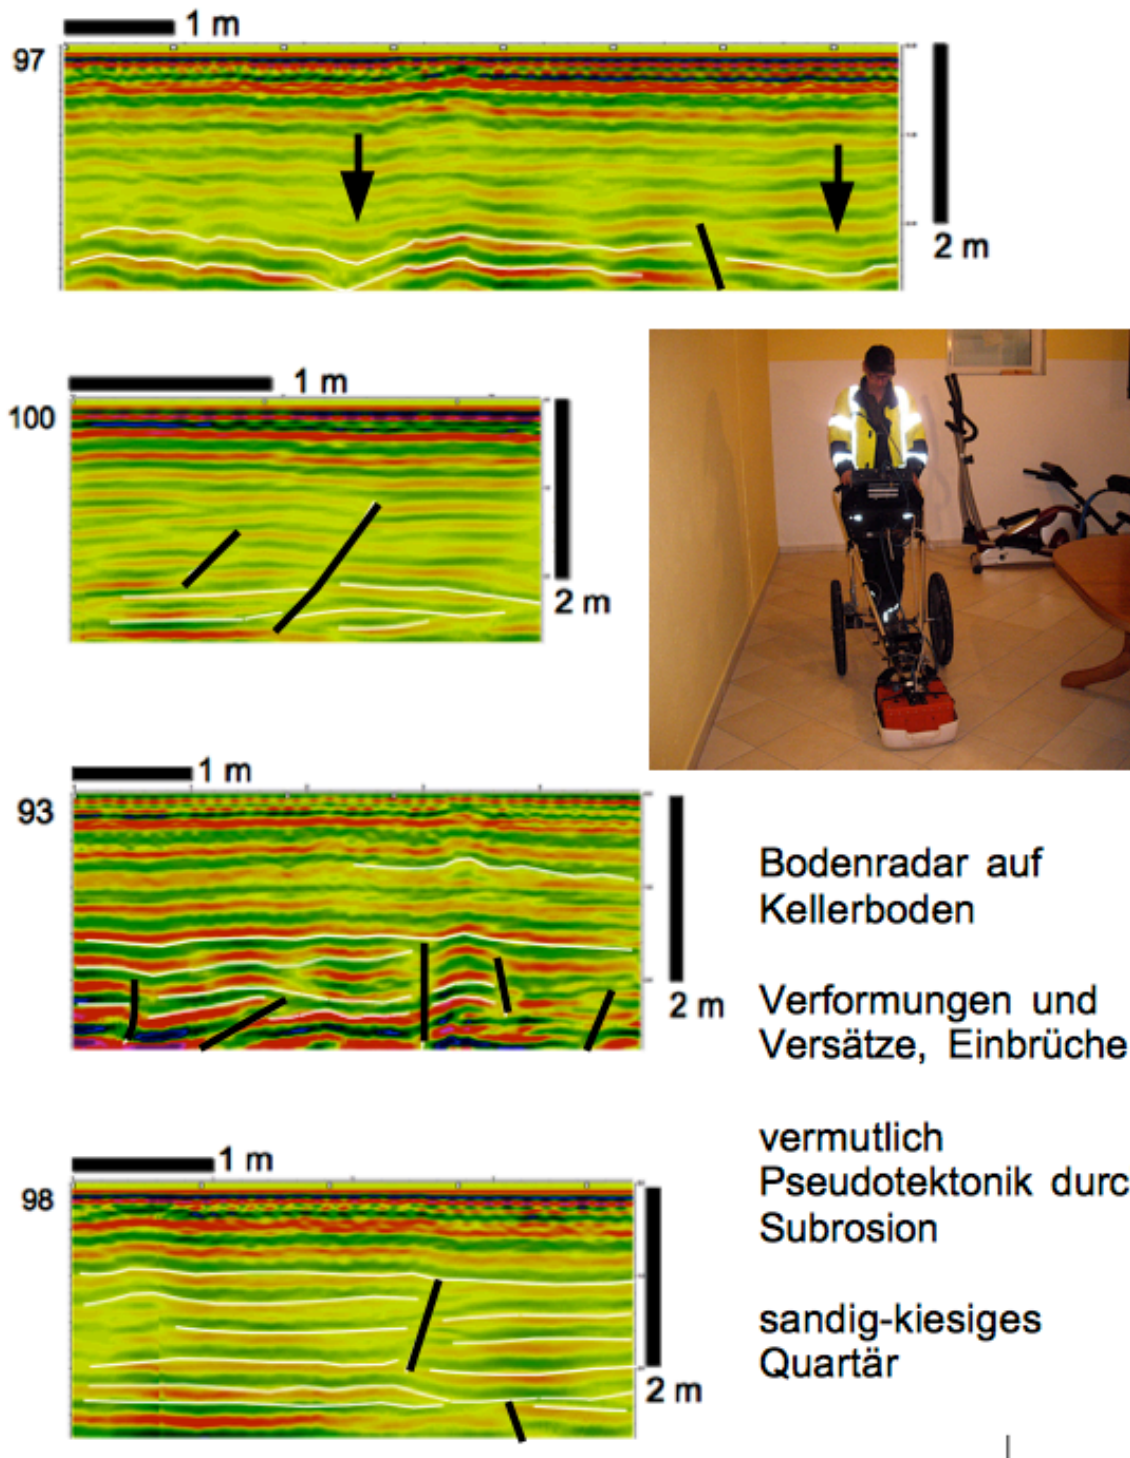 1 m
97
2 m
1 m
100
2 m
1 m
93
2 m
Bodenradar auf
Kellerboden
Verformungen und
Versätze, Einbrüche
vermutlich
Pseudotektonik durc
Subrosion
sandig-kiesiges
Quartär
1 m
98
2 m